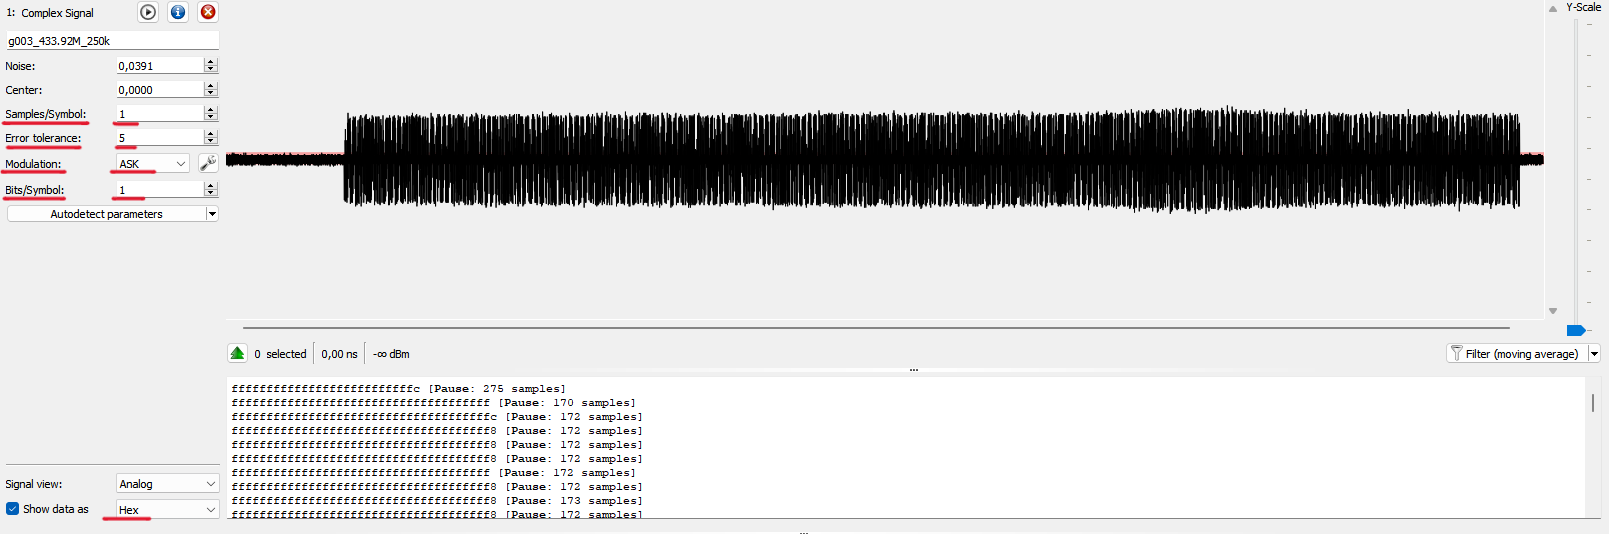 1: Complex Signal
g003_433.92M_250k
Noise: 0,0391
Center: 0,0000
Samples/Symbol: 1
Error tolerance: 5
Modulation: ASK
Bits/Symbol: 1
Autodetect parameters
Signal view: Analog
Show data as Hex
Y-Scale
0 selected 0,00 ns -∞ dBm
Filter (moving average)
...
ffffffffffffffffffffffffffc [Pause: 275 samples]
fffffffffffffffffffffffffffffffffffff [Pause: 170 samples]
fffffffffffffffffffffffffffffffffffffc [Pause: 172 samples]
fffffffffffffffffffffffffffffffffffff8 [Pause: 172 samples]
fffffffffffffffffffffffffffffffffffff8 [Pause: 172 samples]
fffffffffffffffffffffffffffffffffffff8 [Pause: 172 samples]
fffffffffffffffffffffffffffffffffffff [Pause: 172 samples]
fffffffffffffffffffffffffffffffffffff8 [Pause: 172 samples]
fffffffffffffffffffffffffffffffffffff8 [Pause: 173 samples]
fffffffffffffffffffffffffffffffffffff8 [Pause: 172 samples]
...